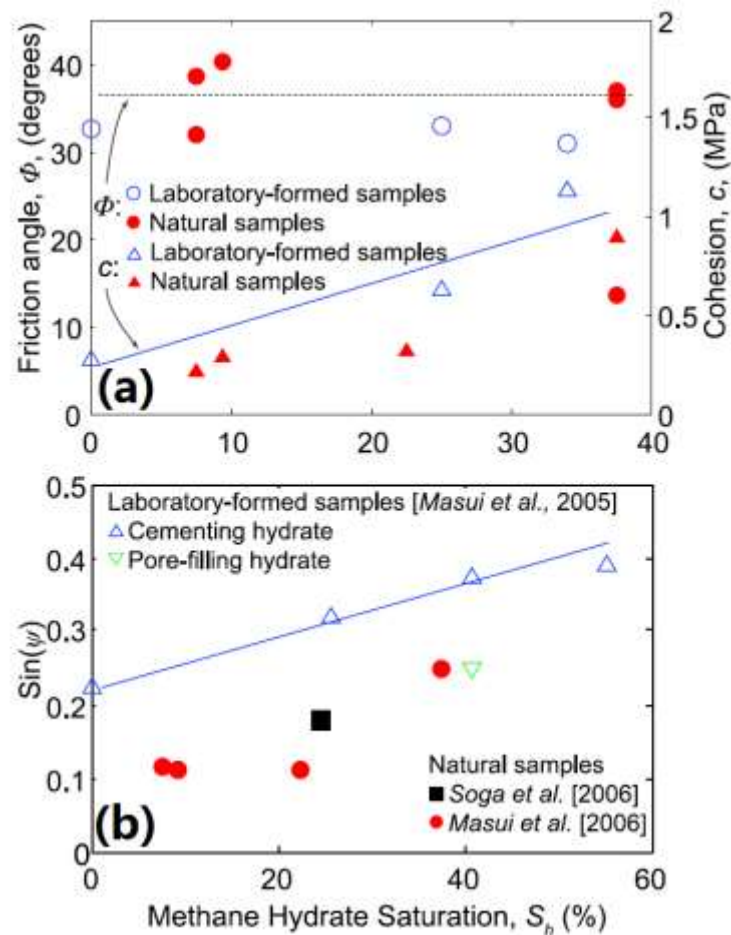 40
30
20
10
0
Friction angle, Φ, (degrees)
2
1.5
1
0.5
0
Cohesion, c, (MPa)
Φ:
Laboratory-formed samples
Natural samples
c:
Laboratory-formed samples
Natural samples
(a)
0 10 20 30 40
0.5
0.4
0.3
0.2
0.1
0
Sin(ψ)
Laboratory-formed samples [Masui et al., 2005]
Cementing hydrate
Pore-filling hydrate
Natural samples
Soga et al. [2006]
Masui et al. [2006]
(b)
0 20 40 60
Methane Hydrate Saturation, Sh (%)